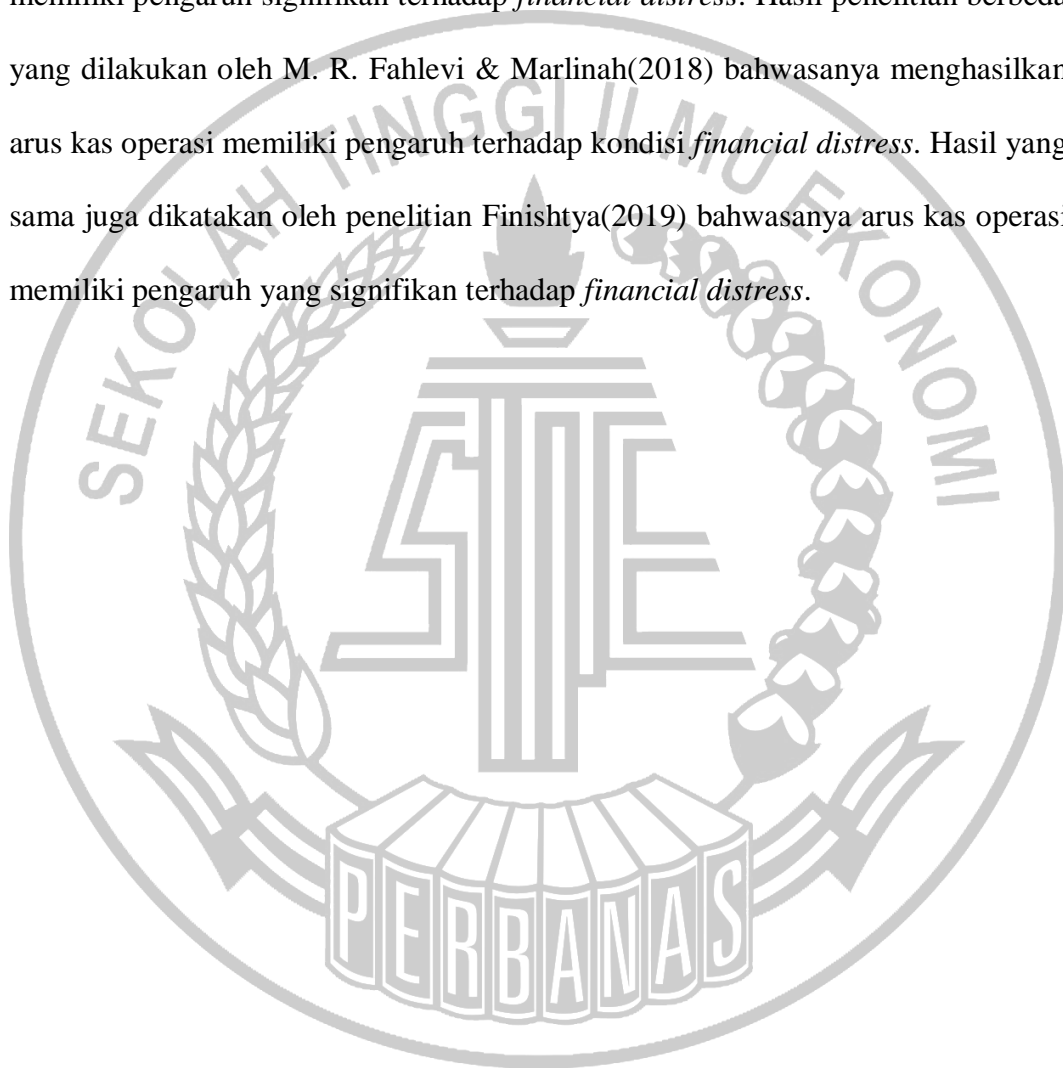 memiliki pengaruh signifikan terhadap financial distress. Hasil penelitian berbeda
yang dilakukan oleh M. R. Fahlevi & Marlinah(2018) bahwasanya menghasilkan
arus kas operasi memiliki pengaruh terhadap kondisi financial distress. Hasil yang
sama juga dikatakan oleh penelitian Finishtya(2019) bahwasanya arus kas operasi
memiliki pengaruh yang signifikan terhadap financial distress.
SEKOLAH TINGGI ILMU EKONOMI
STIE
PERBANAS